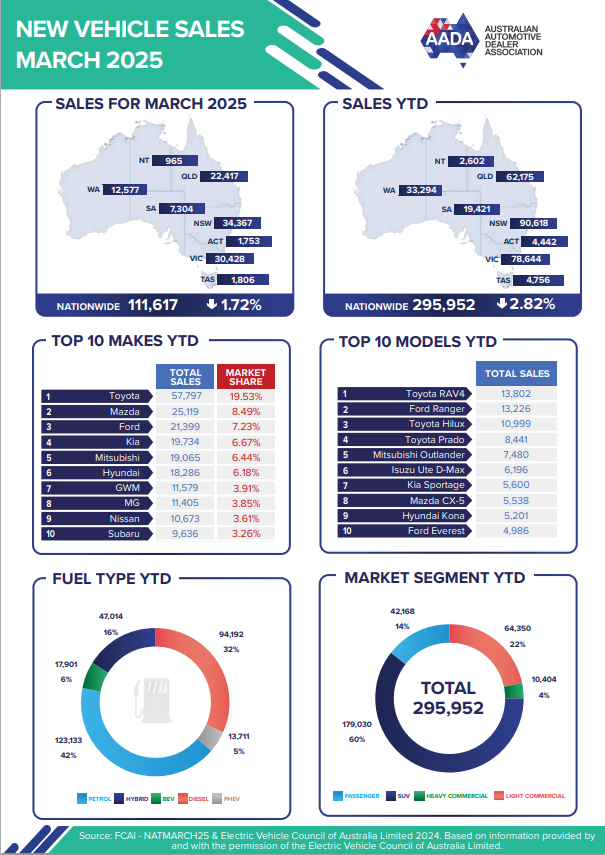 NEW VEHICLE SALES
MARCH 2025
AADA
AUSTRALIAN
AUTOMOTIVE
DEALER
ASSOCIATION
SALES FOR MARCH 2025
NT 965
QLD 22,417
WA 12,577
SA 7,304
NSW 34,367
ACT 1,753
VIC 30,428
TAS 1,806
NATIONWIDE 111,617 1.72%
SALES YTD
NT 2,602
QLD 62,175
WA 33,294
SA 19,421
NSW 90,618
ACT 4,442
VIC 78,644
TAS 4,756
NATIONWIDE 295,952 2.82%
TOP 10 MAKES YTD
TOTAL SALES MARKET SHARE
1 Toyota 57,797 19.53%
2 Mazda 25,119 8.49%
3 Ford 21,399 7.23%
4 Kia 19,734 6.67%
5 Mitsubishi 19,065 6.44%
6 Hyundai 18,286 6.18%
7 GWM 11,579 3.91%
8 MG 11,405 3.85%
9 Nissan 10,673 3.61%
10 Subaru 9,636 3.26%
TOP 10 MODELS YTD
TOTAL SALES
1 Toyota RAV4 13,802
2 Ford Ranger 13,226
3 Toyota Hilux 10,999
4 Toyota Prado 8,441
5 Mitsubishi Outlander 7,480
6 Isuzu Ute D-Max 6,196
7 Kia Sportage 5,600
8 Mazda CX-5 5,538
9 Hyundai Kona 5,201
10 Ford Everest 4,986
FUEL TYPE YTD
47,014
16%
94,192
32%
17,901
6%
13,711
5%
123,133
42%
PETROL HYBRID BEV DIESEL PHEV
MARKET SEGMENT YTD
42,168
14%
64,350
22%
10,404
4%
TOTAL
295,952
179,030
60%
PASSENGER SUV HEAVY COMMERCIAL LIGHT COMMERCIAL
Source: FCAI - NATMARCH25 & Electric Vehicle Council of Australia Limited 2024. Based on information provided by
and with the permission of the Electric Vehicle Council of Australia Limited.